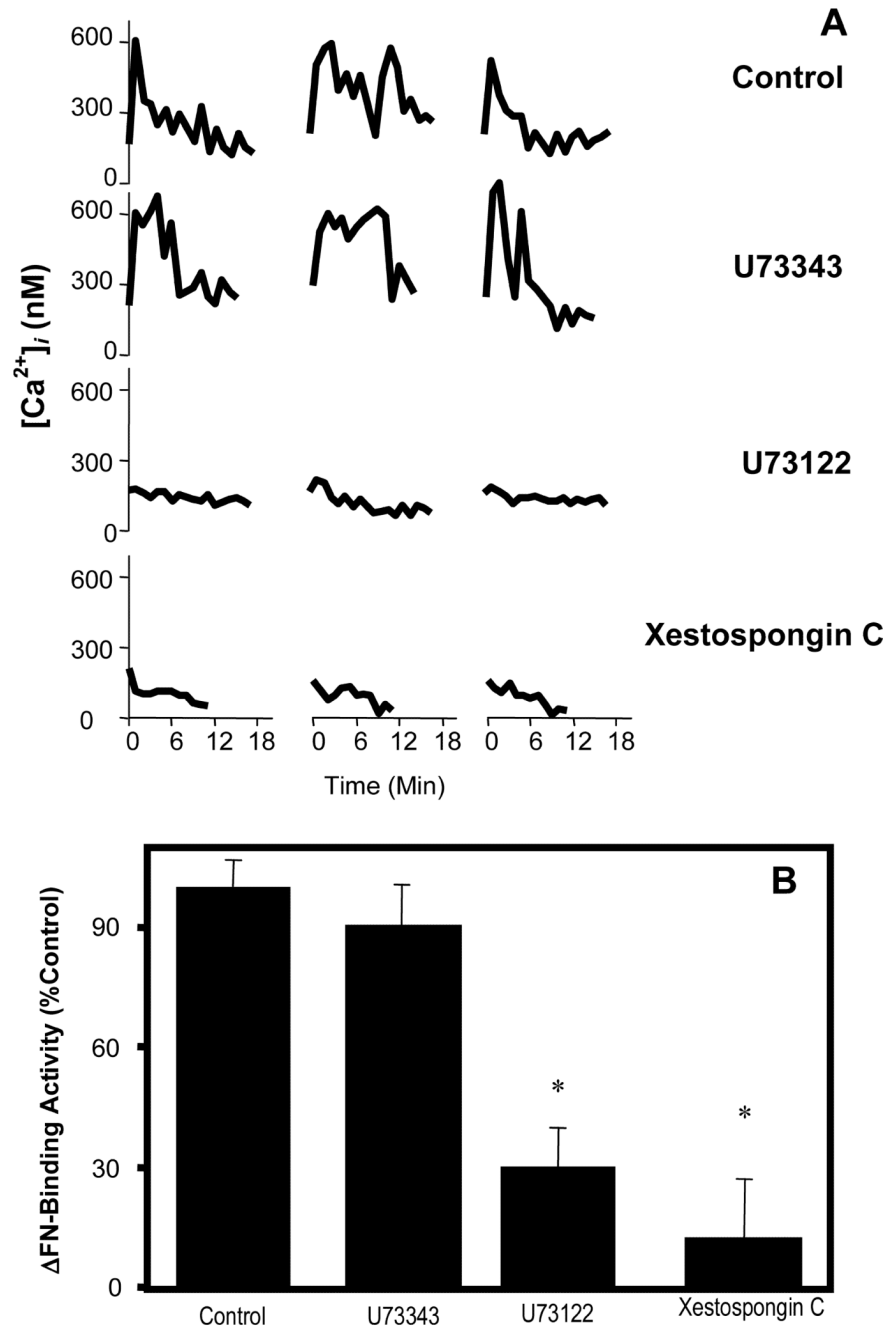 A
Control
600
300
0
U73343
600
300
0
[Ca²⁺]i (nM)
U73122
600
300
0
Xestospongin C
600
300
0
0 6 12 18 0 6 12 18 0 6 12 18
Time (Min)
B
ΔFN-Binding Activity (%Control)
90
60
30
0
*
*
Control U73343 U73122 Xestospongin C